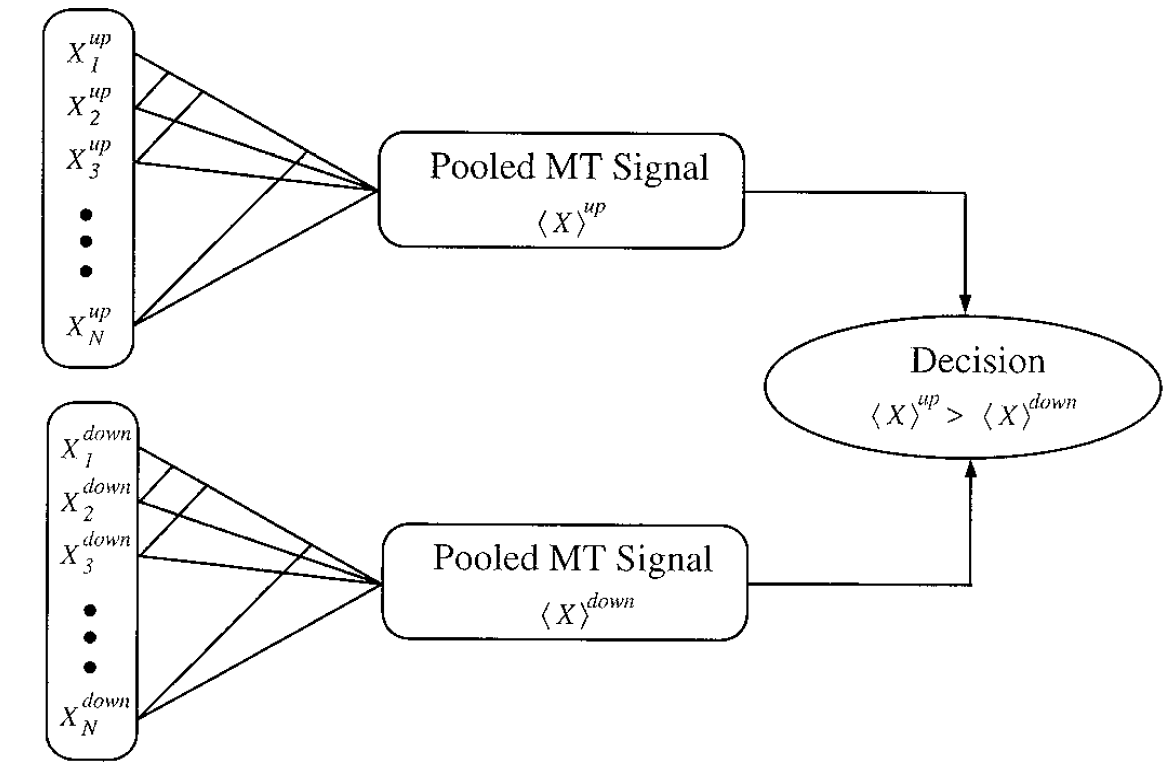 X_1^{up}
X_2^{up}
X_3^{up}
X_N^{up}
Pooled MT Signal
⟨X⟩^{up}
Decision
⟨X⟩^{up} > ⟨X⟩^{down}
X_1^{down}
X_2^{down}
X_3^{down}
X_N^{down}
Pooled MT Signal
⟨X⟩^{down}